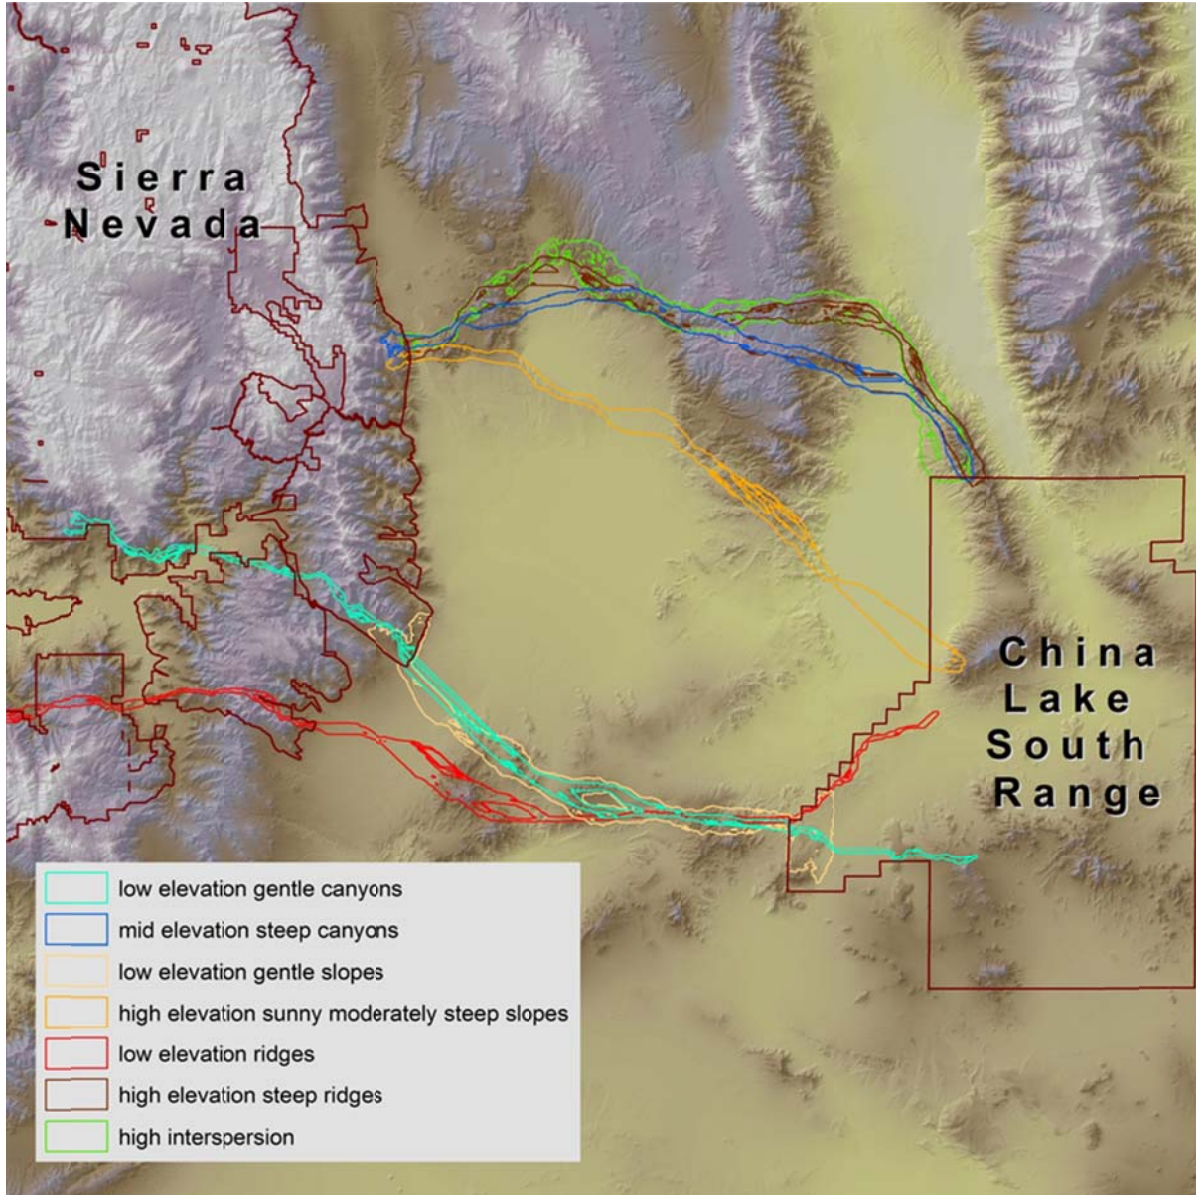 Sierra
Nevada
China
Lake
South
Range
low elevation gentle canyons
mid elevation steep canyons
low elevation gentle slopes
high elevation sunny moderately steep slopes
low elevation ridges
high elevation steep ridges
high interspersion